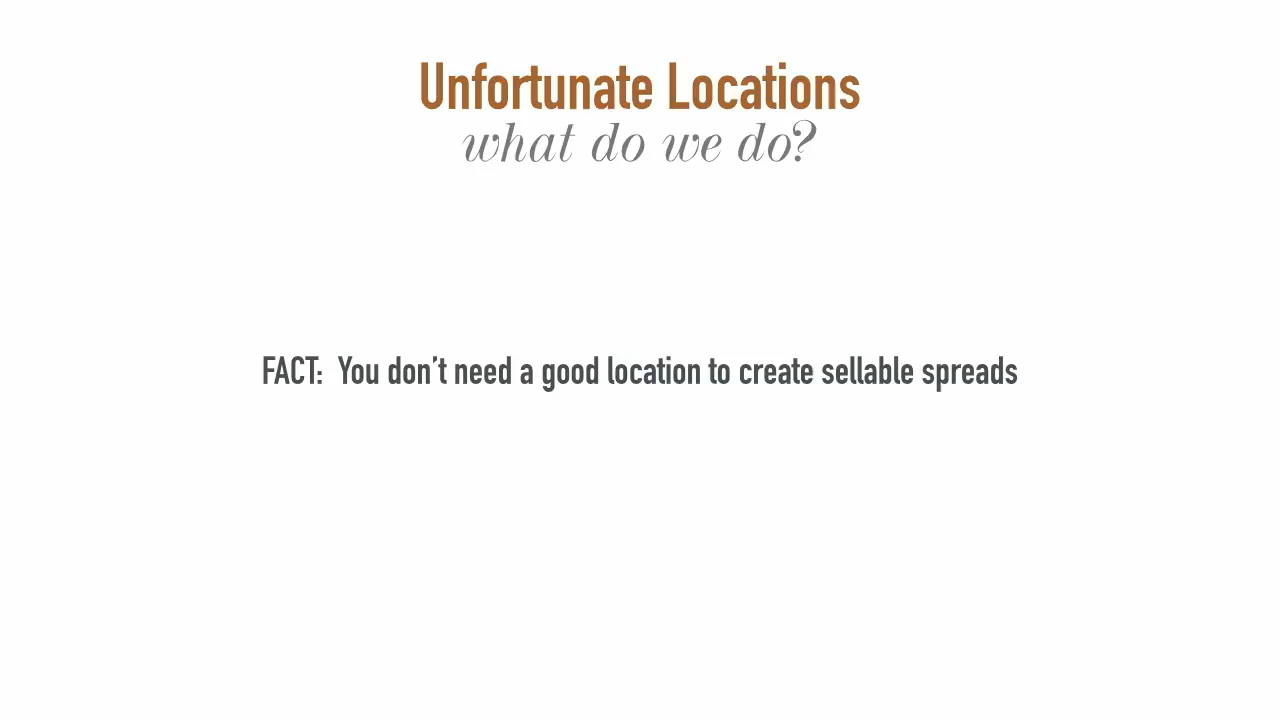 Unfortunate Locations
what do we do?
FACT:  You don’t need a good location to create sellable spreads